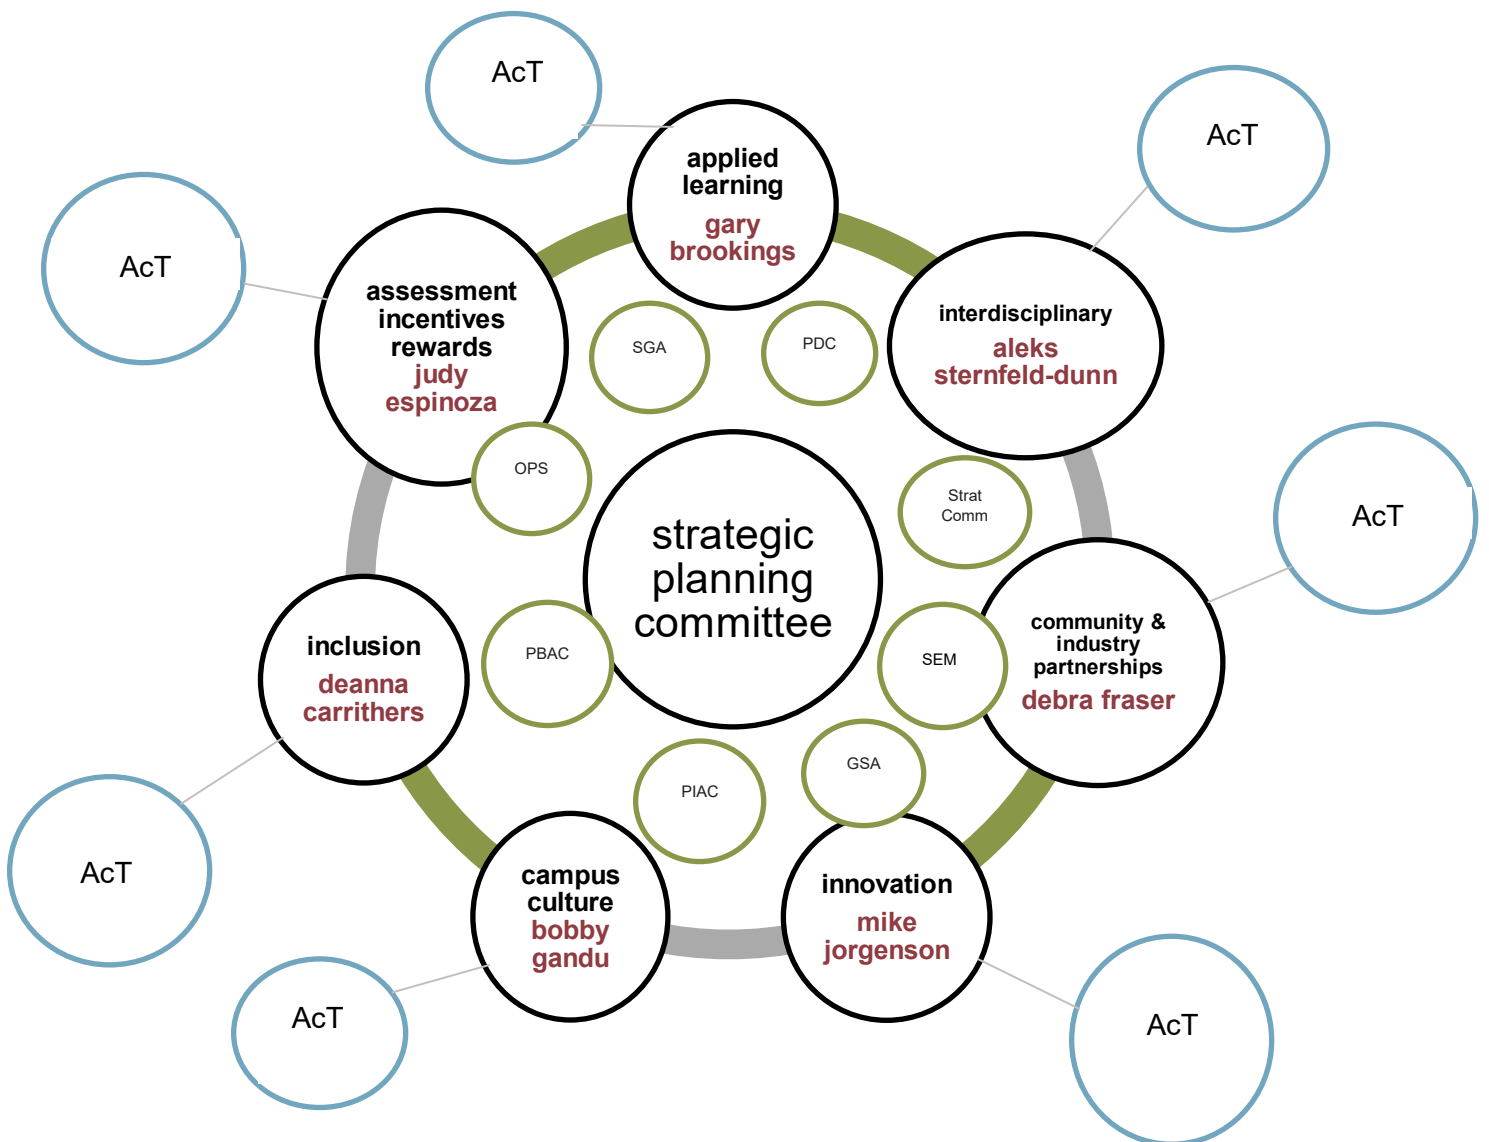 AcT
applied
learning
gary
brookings
AcT
AcT
assessment
incentives
rewards
judy
espinoza
interdisciplinary
aleks
sternfeld-dunn
SGA
PDC
OPS
Strat
Comm
AcT
strategic
planning
committee
inclusion
deanna
carrithers
PBAC
SEM
community &
industry
partnerships
debra fraser
PIAC
GSA
AcT
campus
culture
bobby
gandu
innovation
mike
jorgenson
AcT
AcT